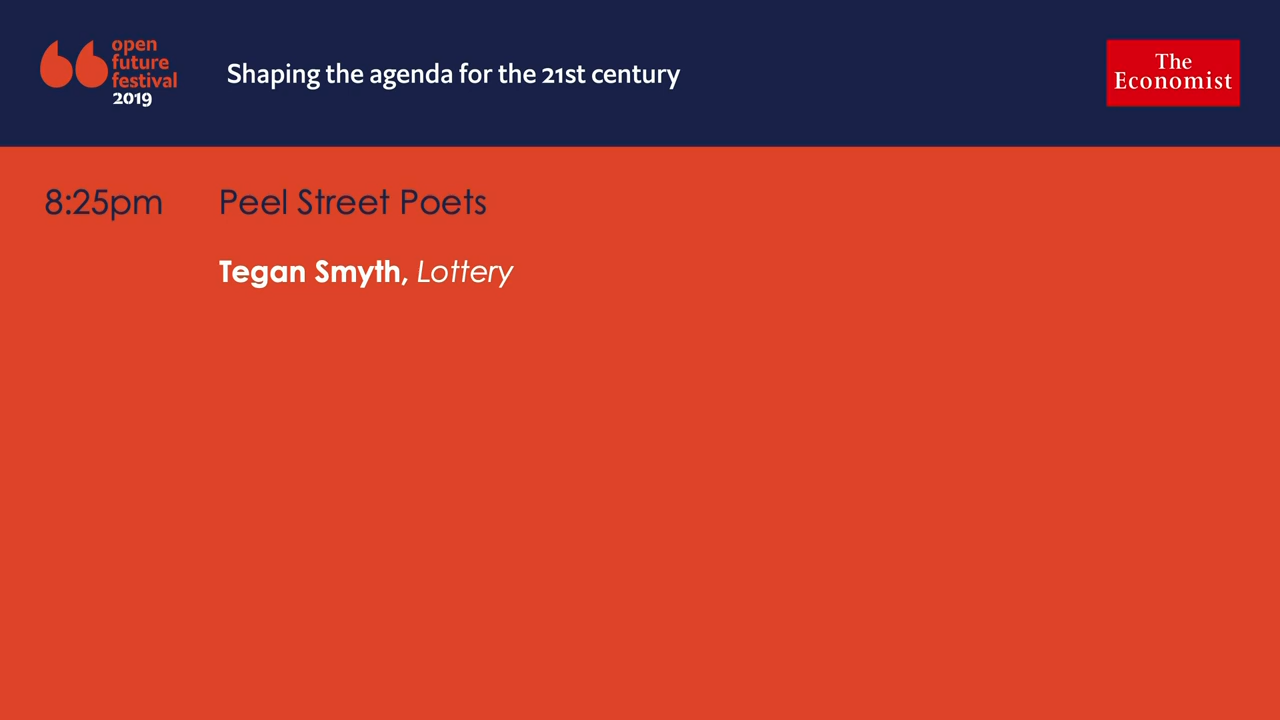 open
future
festival
2019
Shaping the agenda for the 21st century
The
Economist
8:25pm Peel Street Poets
Tegan Smyth, Lottery